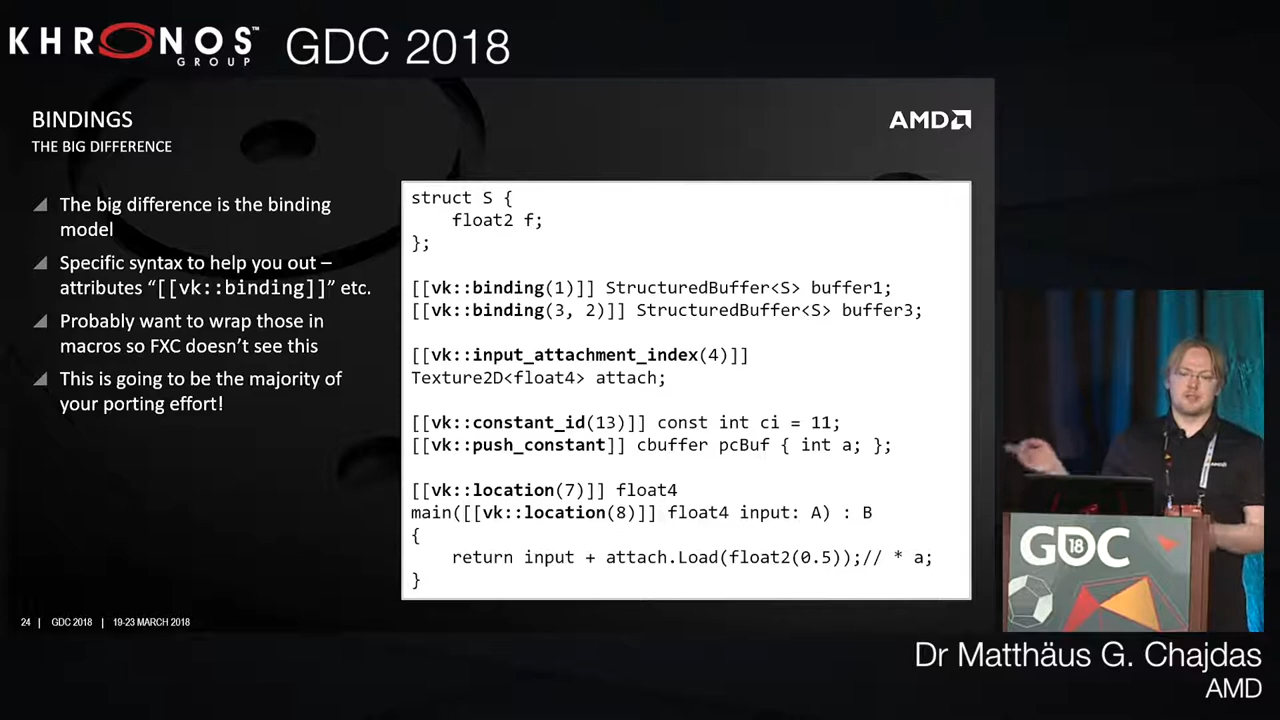 KHRONOS™
GROUP
GDC 2018
BINDINGS
THE BIG DIFFERENCE
AMD
The big difference is the binding
model
Specific syntax to help you out –
attributes “[[vk::binding]]” etc.
Probably want to wrap those in
macros so FXC doesn’t see this
This is going to be the majority of
your porting effort!
struct S {
float2 f;
};
[[vk::binding(1)]] StructuredBuffer<S> buffer1;
[[vk::binding(3, 2)]] StructuredBuffer<S> buffer3;
[[vk::input_attachment_index(4)]]
Texture2D<float4> attach;
[[vk::constant_id(13)]] const int ci = 11;
[[vk::push_constant]] cbuffer pcBuf { int a; };
[[vk::location(7)]] float4
main([[vk::location(8)]] float4 input: A) : B
{
return input + attach.Load(float2(0.5));// * a;
}
24 | GDC 2018 | 19-23 MARCH 2018
GDC
18
Dr Matthäus G. Chajdas
AMD